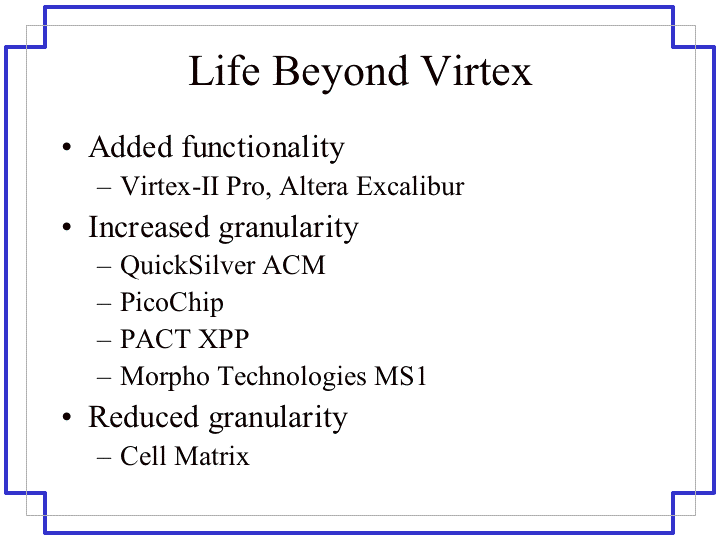 Life Beyond Virtex
• Added functionality
– Virtex-II Pro, Altera Excalibur
• Increased granularity
– QuickSilver ACM
– PicoChip
– PACT XPP
– Morpho Technologies MS1
• Reduced granularity
– Cell Matrix